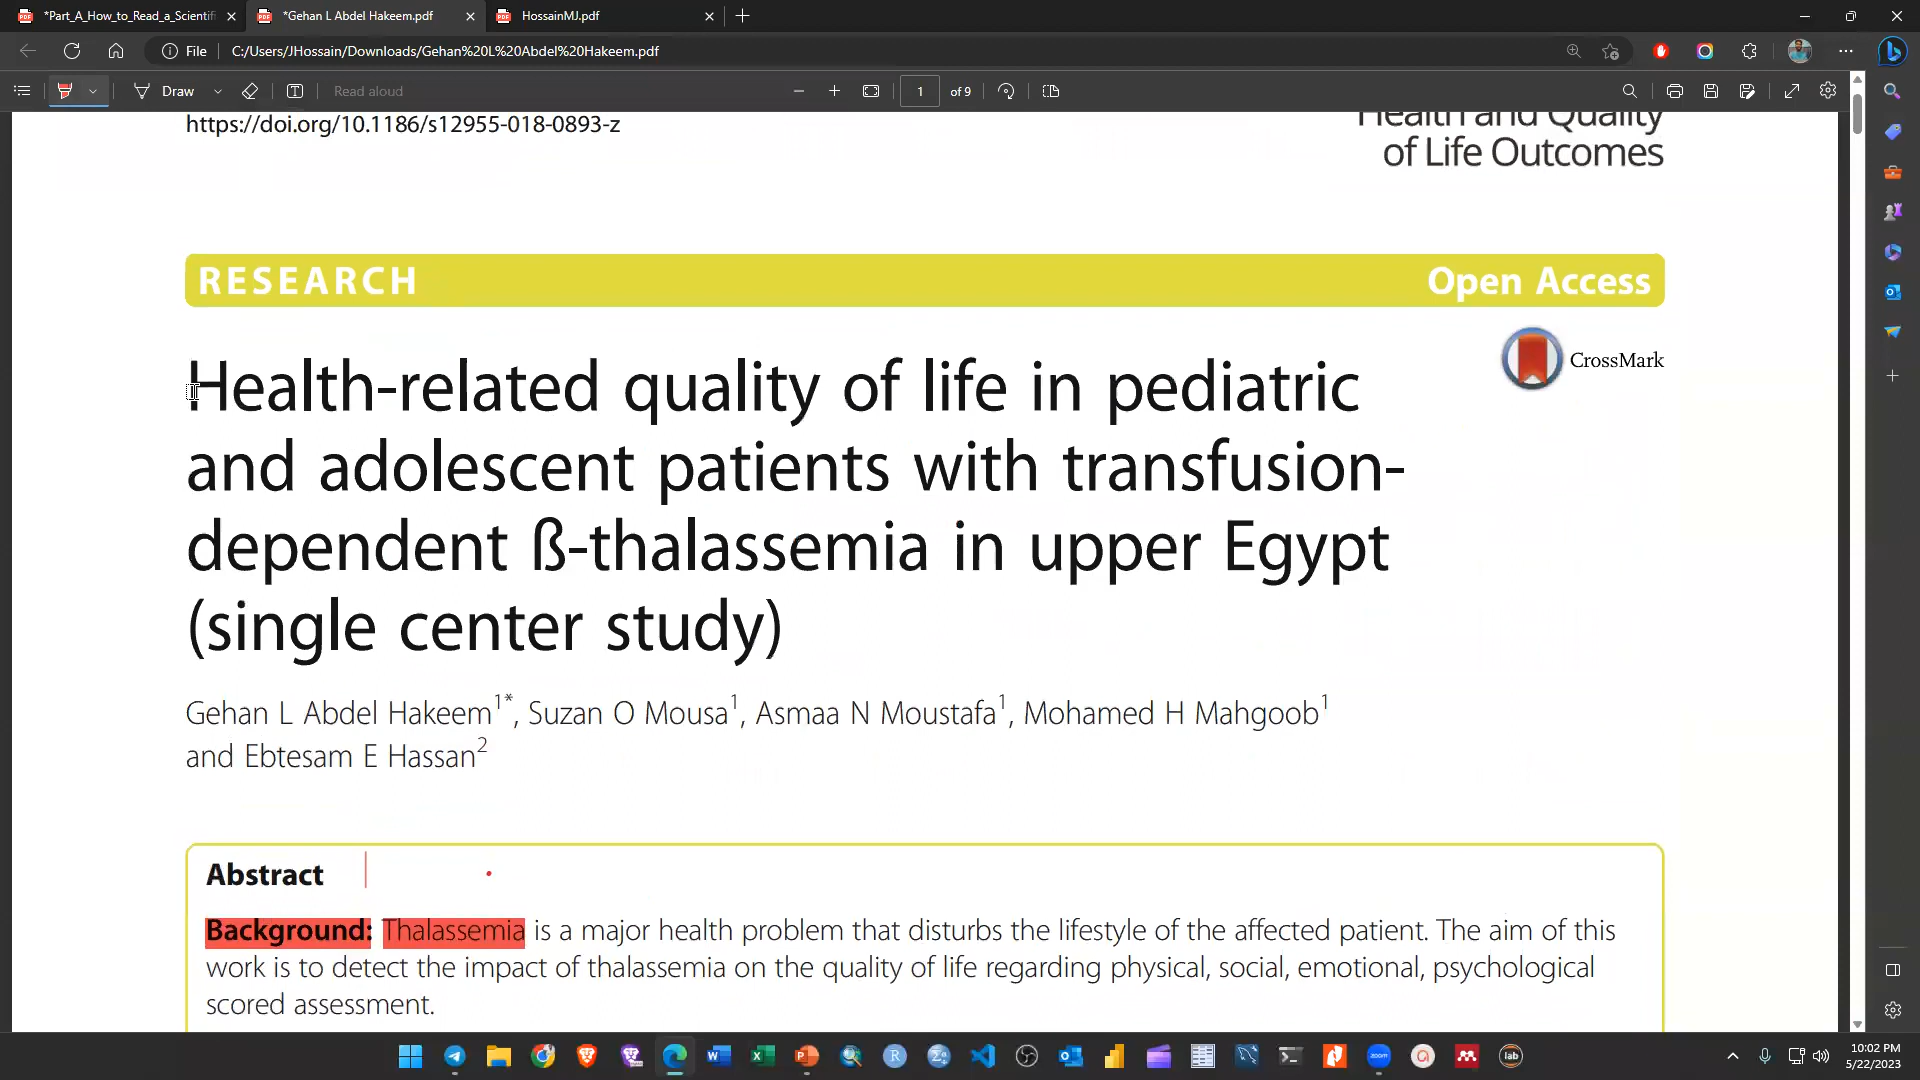 *Part_A_How_to_Read_a_Scientifi
*Gehan L Abdel Hakeem.pdf
HossainMJ.pdf
File
C:/Users/JHossain/Downloads/Gehan%20L%20Abdel%20Hakeem.pdf
Draw
Read aloud
1
of 9
https://doi.org/10.1186/s12955-018-0893-z
Health and Quality
of Life Outcomes
RESEARCH
Open Access
Health-related quality of life in pediatric
and adolescent patients with transfusion-
dependent ß-thalassemia in upper Egypt
(single center study)
CrossMark
Gehan L Abdel Hakeem1*, Suzan O Mousa1, Asmaa N Moustafa1, Mohamed H Mahgoob1
and Ebtesam E Hassan2
Abstract
Background: Thalassemia is a major health problem that disturbs the lifestyle of the affected patient. The aim of this
work is to detect the impact of thalassemia on the quality of life regarding physical, social, emotional, psychological
scored assessment.
zoom
lab
10:02 PM
5/22/2023